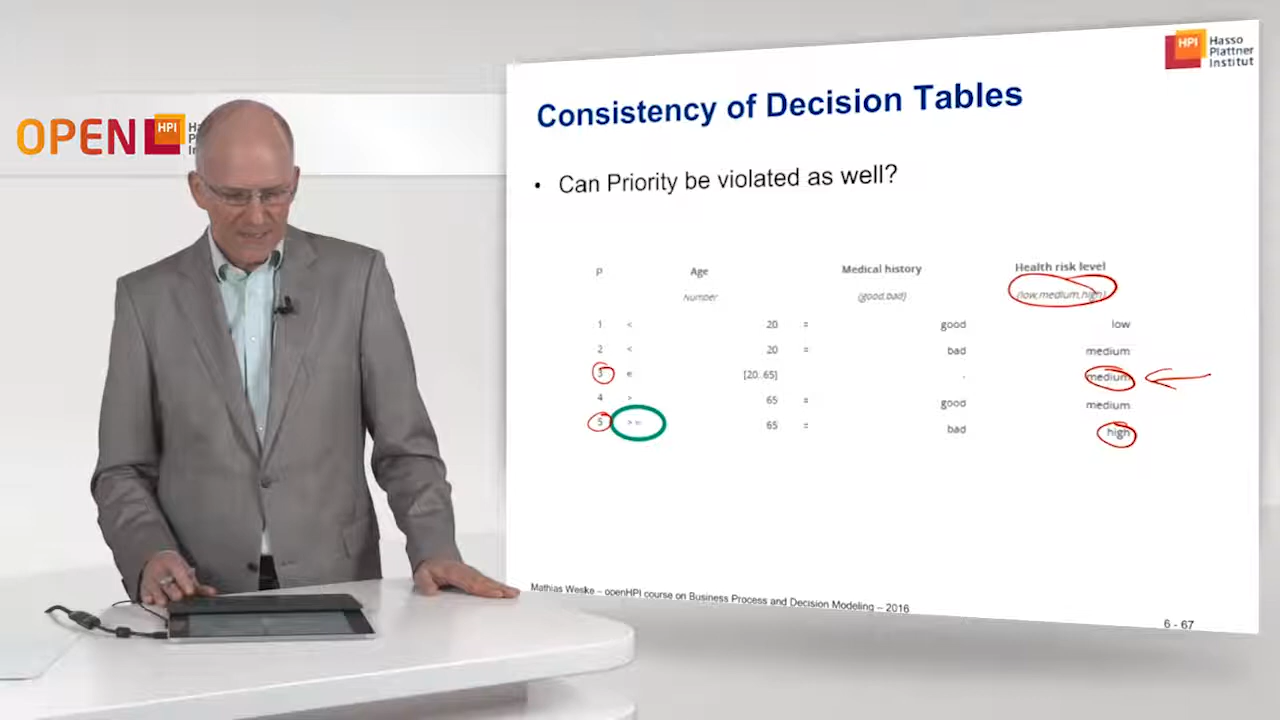 HPI Hasso
Plattner
Institut
OPEN HPI
Consistency of Decision Tables
• Can Priority be violated as well?
P Age Medical history Health risk level
Number (good,bad) (low,medium,high)
1 < 20 = good low
2 < 20 = bad medium
3 ∈ [20..65] - medium
4 > 65 = good medium
5 >= 65 = bad high
Mathias Weske – openHPI course on Business Process and Decision Modeling – 2016
6 - 67